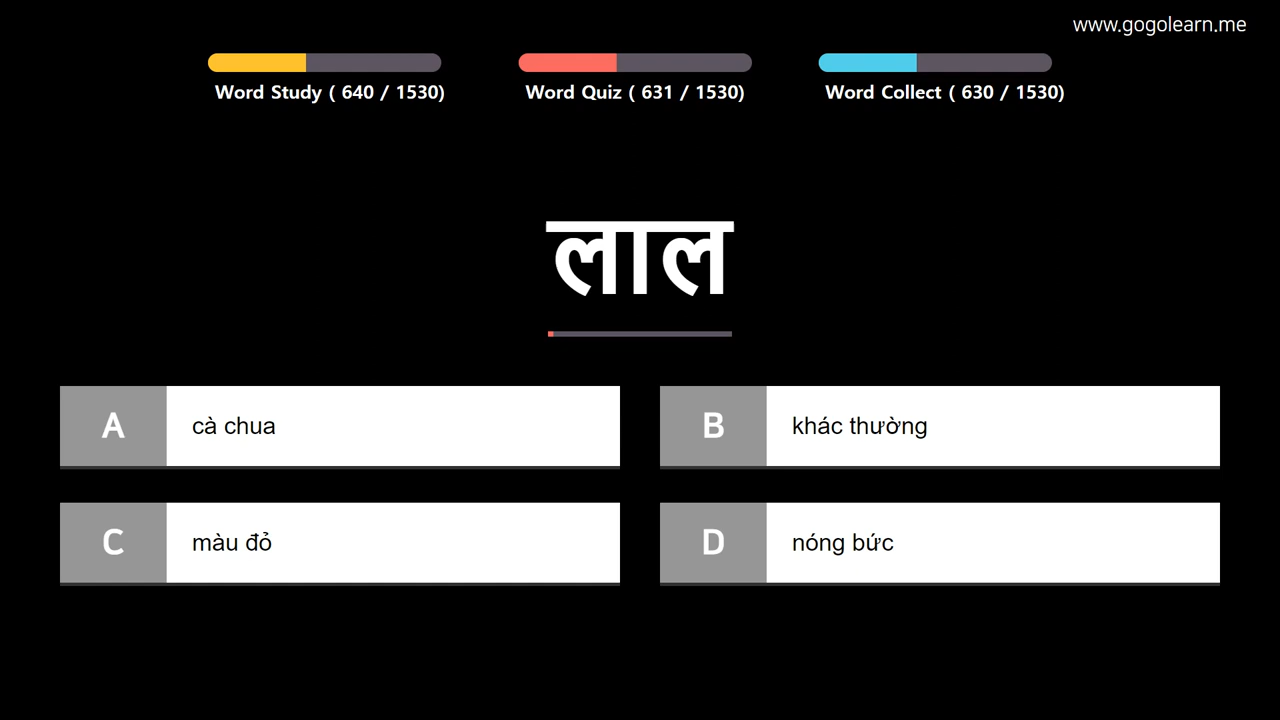 www.gogolearn.me
Word Study ( 640 / 1530)
Word Quiz ( 631 / 1530)
Word Collect ( 630 / 1530)
लाल
A cà chua
B khác thường
C màu đỏ
D nóng bức